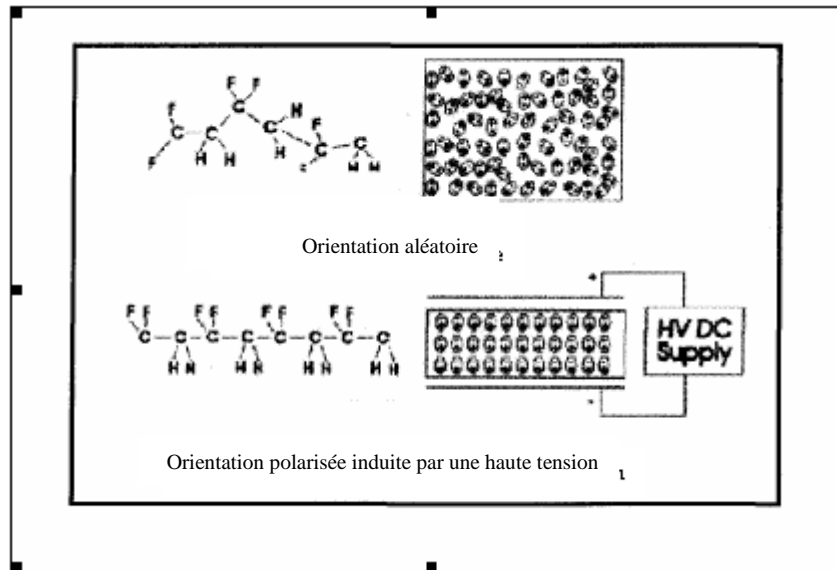 F F
F
C C C C F C C
F H H H H H H
Orientation aléatoire
F F F F F F F F
C C C C C C C C
H H H H H H H H
+
HV DC
Supply
-
Orientation polarisée induite par une haute tension